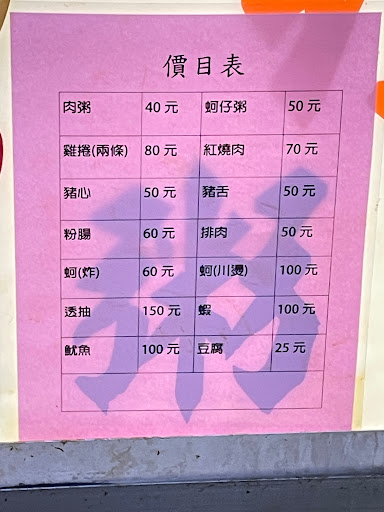 價目表
肉粥 40 元 蚵仔粥 50 元
雞捲(兩條) 80 元 紅燒肉 70 元
豬心 50 元 豬舌 50 元
粉腸 60 元 排肉 50 元
蚵(炸) 60 元 蚵(川燙) 100 元
透抽 150 元 蝦 100 元
魷魚 100 元 豆腐 25 元
粥